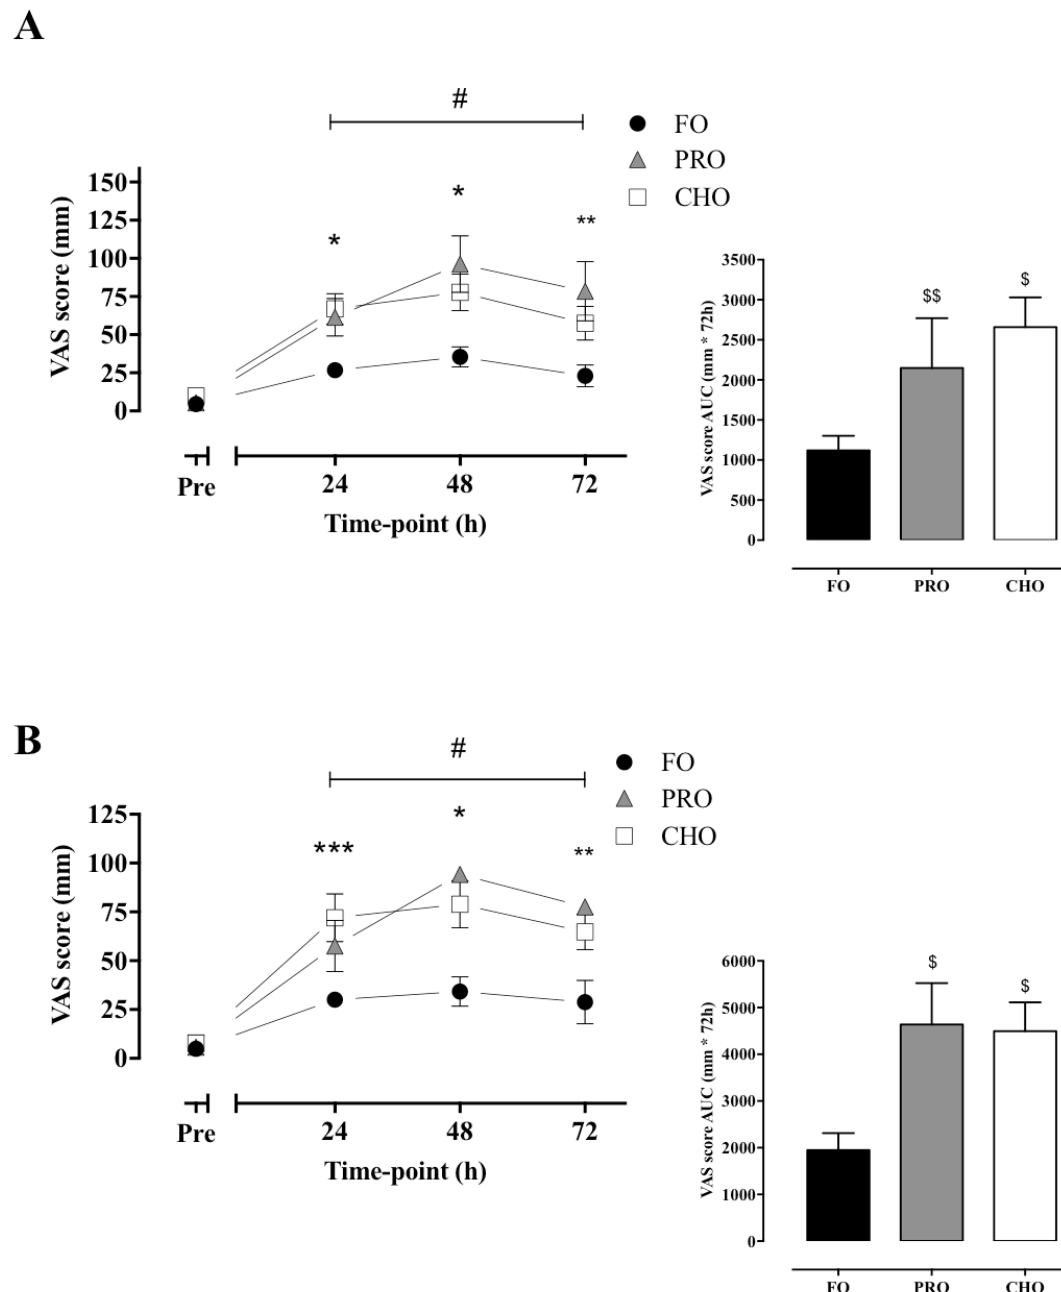 A
#
FO
PRO
CHO
150
125
100
75
50
25
0
VAS score (mm)
*
*
**
Pre
24
48
72
Time-point (h)
3500
3000
2500
2000
1500
1000
500
0
VAS score AUC (mm * 72h)
$$
$
FO
PRO
CHO
B
#
FO
PRO
CHO
125
100
75
50
25
0
VAS score (mm)
***
*
**
Pre
24
48
72
Time-point (h)
6000
5000
4000
3000
2000
1000
0
VAS score AUC (mm * 72h)
$
$
FO
PRO
CHO